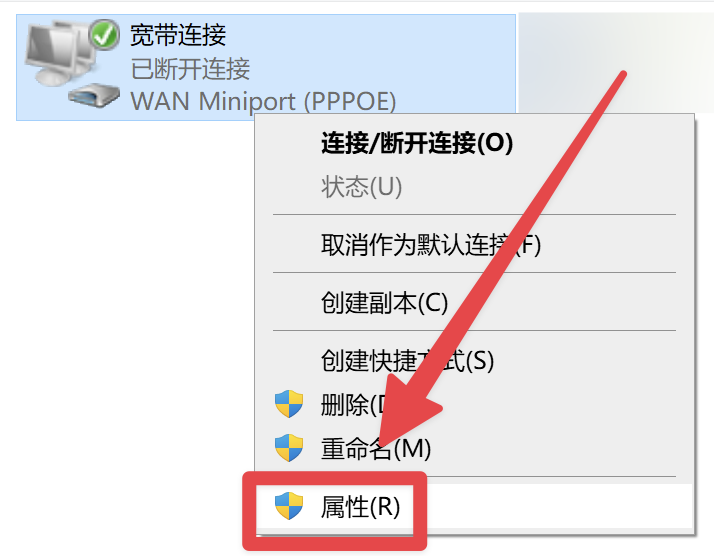 宽带连接
已断开连接
WAN Miniport (PPPOE)
连接/断开连接(O)
状态(U)
取消作为默认连接(F)
创建副本(C)
创建快捷方式(S)
删除(D
重命名(M)
属性(R)